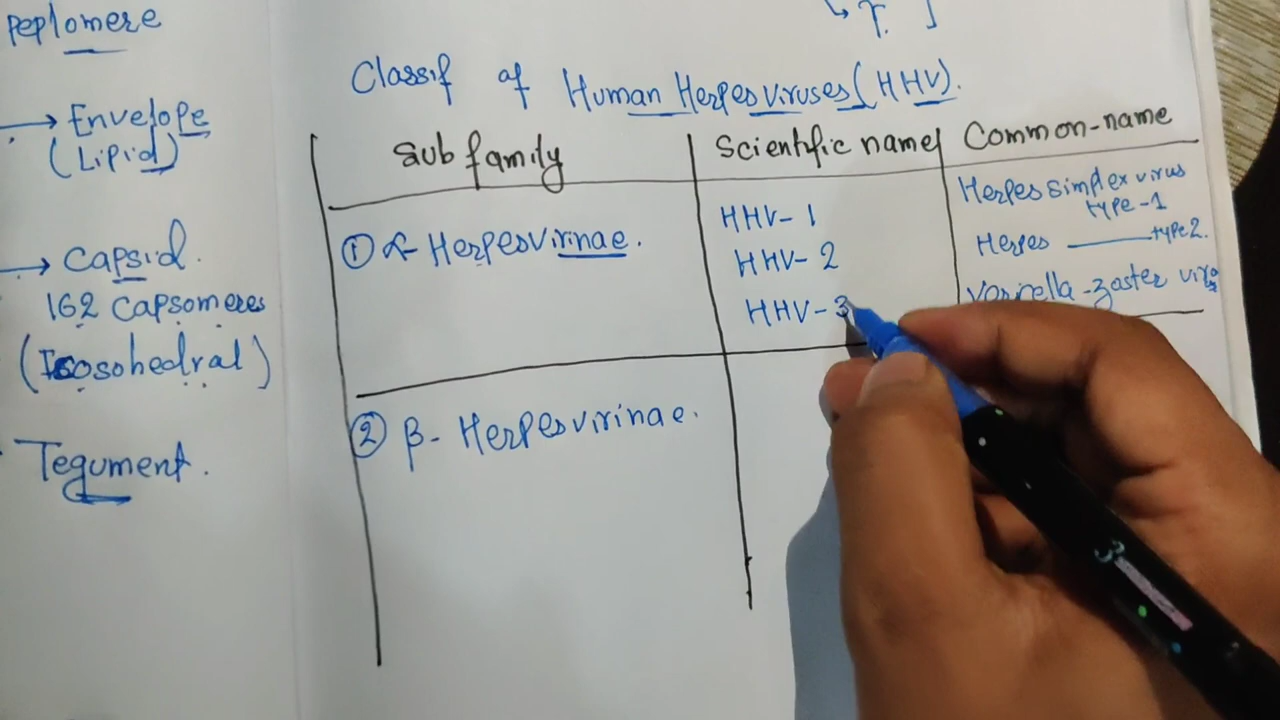 Peplomere
→ Envelope
(Lipid)
→ Capsid.
162 Capsomeres
(Icosohedral)
Tegument.
Classif of Human Herpesviruses (HHV).
Sub family
Scientific name
Common-name
① α- Herpesvirinae.
HHV- 1
Herpes simplex virus
type -1
HHV- 2
Herpes ——— type 2.
HHV- 3
Varicella -zaster virus
② β- Herpesvirinae.